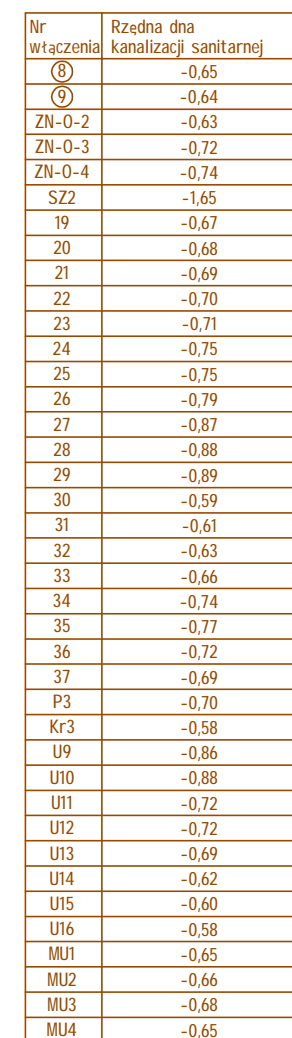 Nr włączenia Rzędna dna kanalizacji sanitarnej
⑧ -0,65
⑨ -0,64
ZN-0-2 -0,63
ZN-0-3 -0,72
ZN-0-4 -0,74
SZ2 -1,65
19 -0,67
20 -0,68
21 -0,69
22 -0,70
23 -0,71
24 -0,75
25 -0,75
26 -0,79
27 -0,87
28 -0,88
29 -0,89
30 -0,59
31 -0,61
32 -0,63
33 -0,66
34 -0,74
35 -0,77
36 -0,72
37 -0,69
P3 -0,70
Kr3 -0,58
U9 -0,86
U10 -0,88
U11 -0,72
U12 -0,72
U13 -0,69
U14 -0,62
U15 -0,60
U16 -0,58
MU1 -0,65
MU2 -0,66
MU3 -0,68
MU4 -0,65